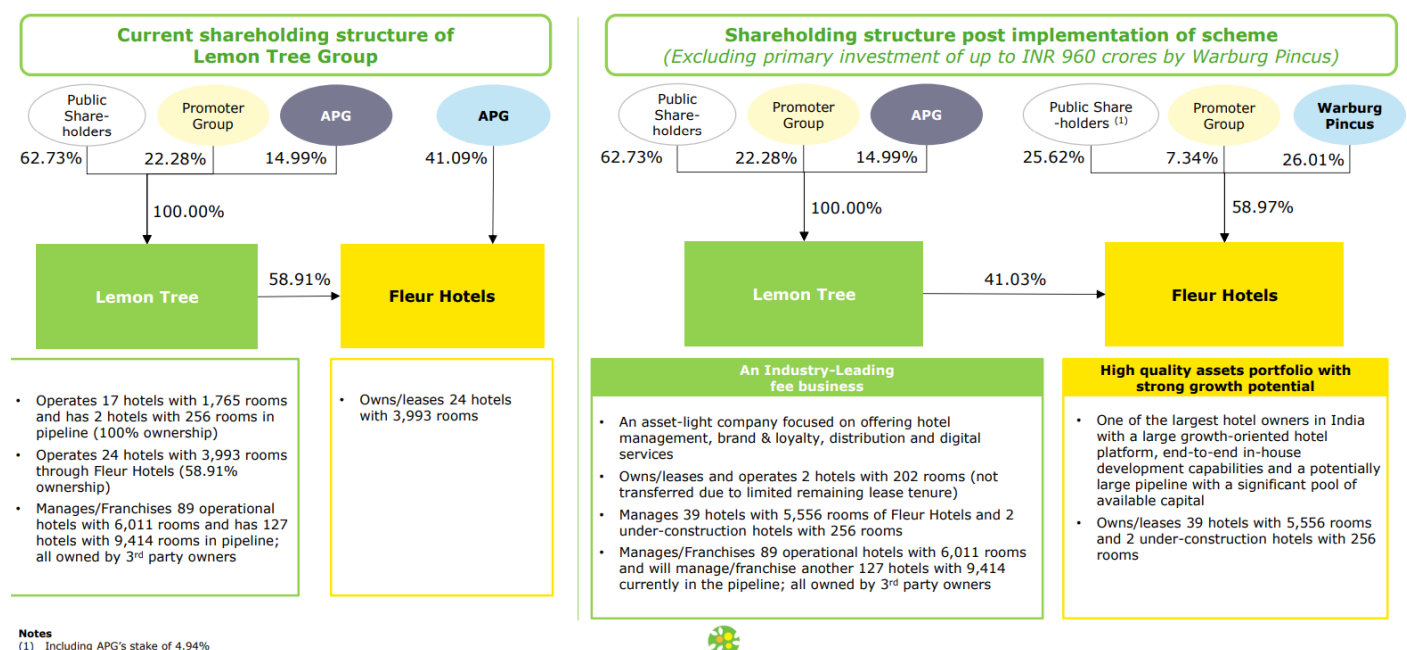 Current shareholding structure of
Lemon Tree Group
Public
Share-
holders
Promoter
Group
APG
APG
62.73%
22.28%
14.99%
41.09%
100.00%
Lemon Tree
58.91%
Fleur Hotels
• Operates 17 hotels with 1,765 rooms
and has 2 hotels with 256 rooms in
pipeline (100% ownership)
• Operates 24 hotels with 3,993 rooms
through Fleur Hotels (58.91%
ownership)
• Manages/Franchises 89 operational
hotels with 6,011 rooms and has 127
hotels with 9,414 rooms in pipeline;
all owned by 3rd party owners
• Owns/leases 24 hotels
with 3,993 rooms
Shareholding structure post implementation of scheme
(Excluding primary investment of up to INR 960 crores by Warburg Pincus)
Public
Share-
holders
Promoter
Group
APG
Public Share
-holders (1)
Promoter
Group
Warburg
Pincus
62.73%
22.28%
14.99%
25.62%
7.34%
26.01%
100.00%
58.97%
Lemon Tree
41.03%
Fleur Hotels
An Industry-Leading
fee business
• An asset-light company focused on offering hotel
management, brand & loyalty, distribution and digital
services
• Owns/leases and operates 2 hotels with 202 rooms (not
transferred due to limited remaining lease tenure)
• Manages 39 hotels with 5,556 rooms of Fleur Hotels and 2
under-construction hotels with 256 rooms
• Manages/Franchises 89 operational hotels with 6,011 rooms
and will manage/franchise another 127 hotels with 9,414
currently in the pipeline; all owned by 3rd party owners
High quality assets portfolio with
strong growth potential
• One of the largest hotel owners in India
with a large growth-oriented hotel
platform, end-to-end in-house
development capabilities and a potentially
large pipeline with a significant pool of
available capital
• Owns/leases 39 hotels with 5,556 rooms
and 2 under-construction hotels with 256
rooms
Notes
(1) Including APG's stake of 4.94%